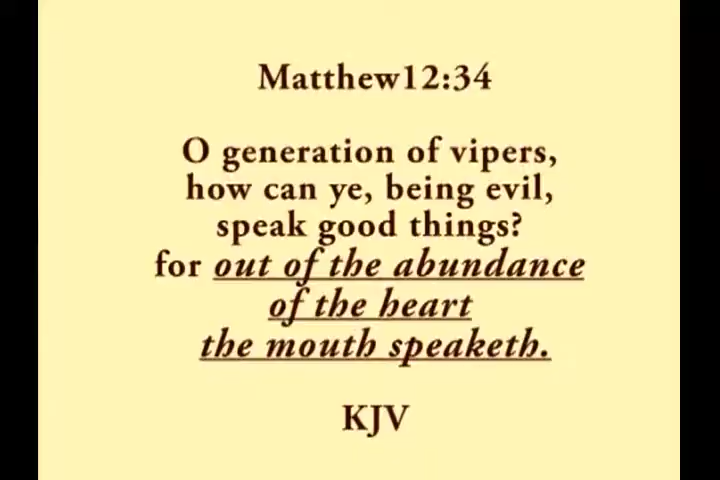 Matthew12:34
O generation of vipers,
how can ye, being evil,
speak good things?
for out of the abundance
of the heart
the mouth speaketh.
KJV